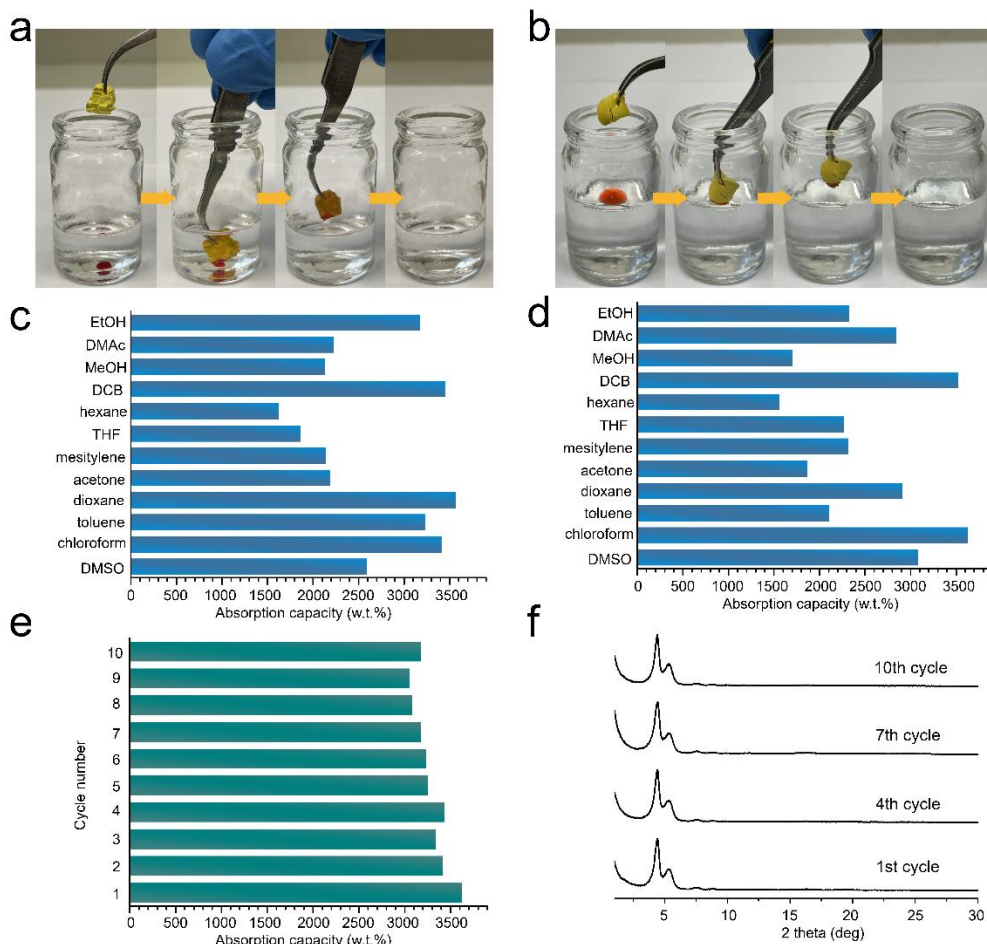 a
b
c
EtOH
DMAc
MeOH
DCB
hexane
THF
mesitylene
acetone
dioxane
toluene
chloroform
DMSO
0 500 1000 1500 2000 2500 3000 3500
Absorption capacity (w.t.%)
d
EtOH
DMAc
MeOH
DCB
hexane
THF
mesitylene
acetone
dioxane
toluene
chloroform
DMSO
0 500 1000 1500 2000 2500 3000 3500
Absorption capacity (w.t.%)
e
Cycle number
10
9
8
7
6
5
4
3
2
1
0 500 1000 1500 2000 2500 3000 3500
Absorption capacity (w.t.%)
f
10th cycle
7th cycle
4th cycle
1st cycle
5 10 15 20 25 30
2 theta (deg)